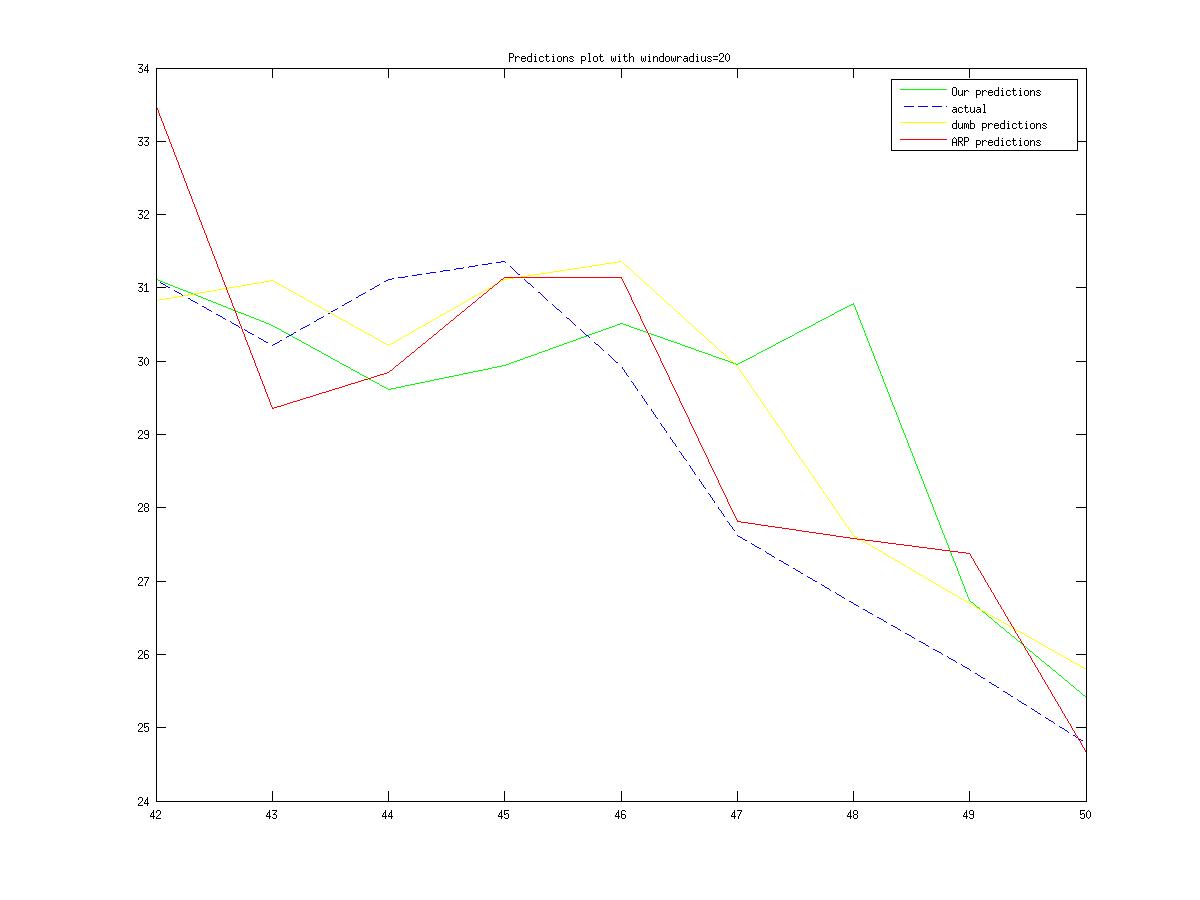 Predictions plot with windowradius=20
34
33
32
31
30
29
28
27
26
25
24
Our predictions
actual
dumb predictions
ARP predictions
42 43 44 45 46 47 48 49 50